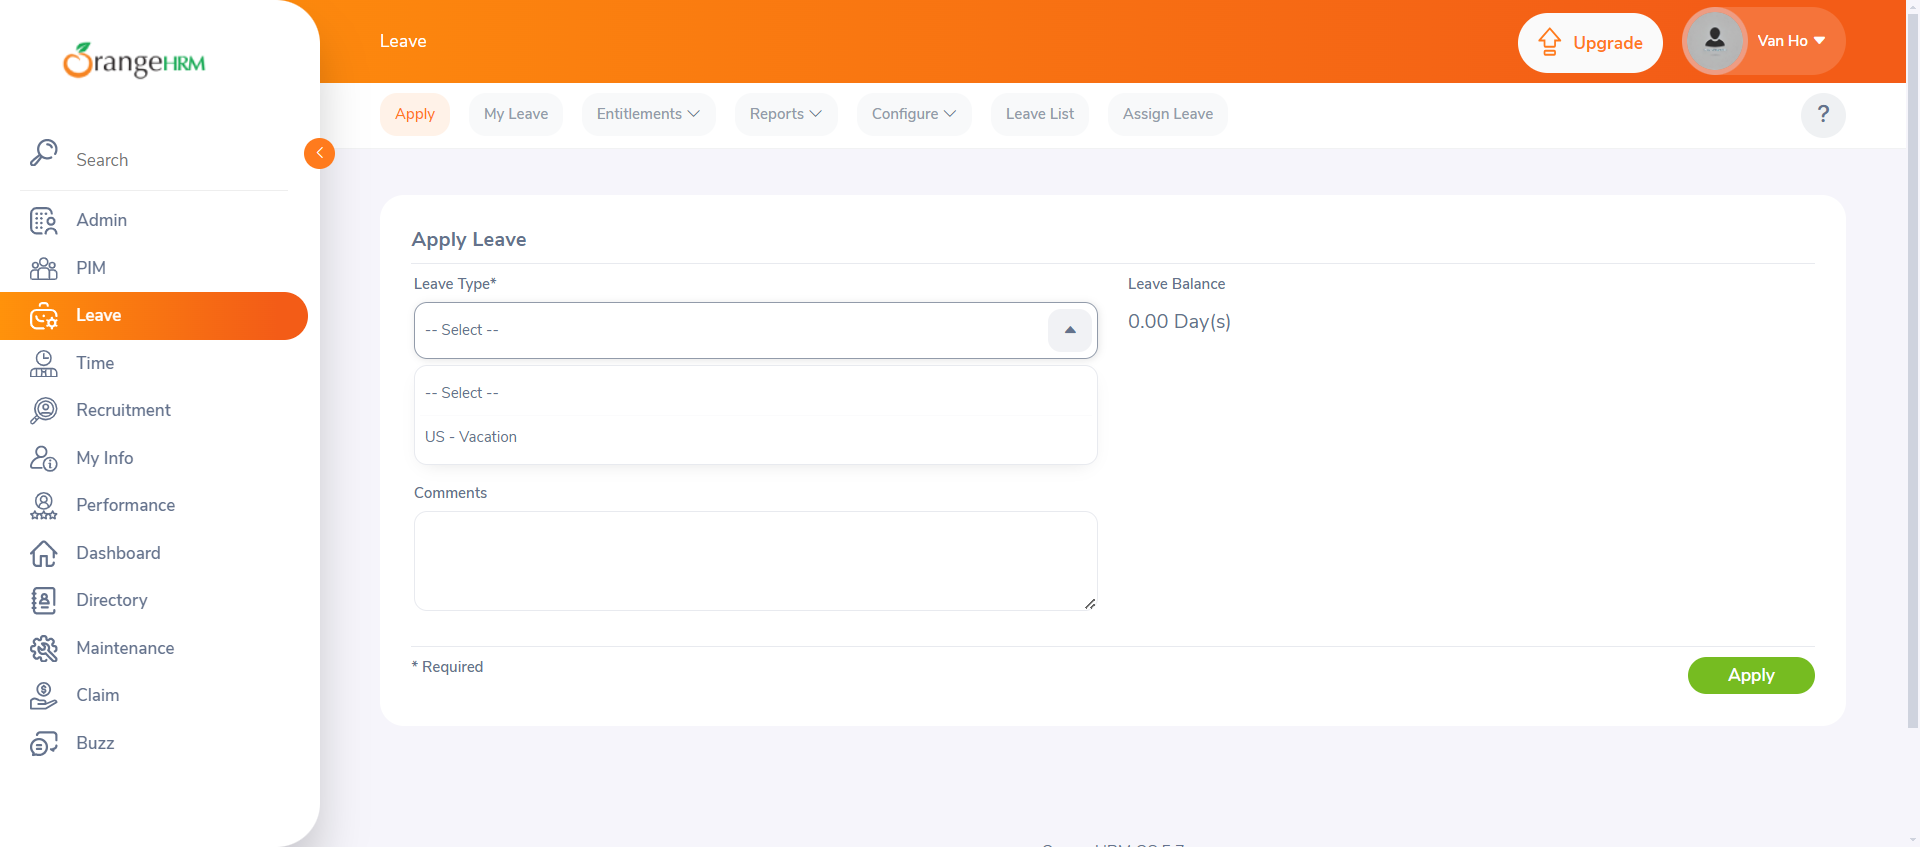 OrangeHRM
Search
Admin
PIM
Leave
Time
Recruitment
My Info
Performance
Dashboard
Directory
Maintenance
Claim
Buzz
Leave
Upgrade
Van Ho
Apply
My Leave
Entitlements
Reports
Configure
Leave List
Assign Leave
?
Apply Leave
Leave Type*
-- Select --
-- Select --
US - Vacation
Leave Balance
0.00 Day(s)
Comments
* Required
Apply